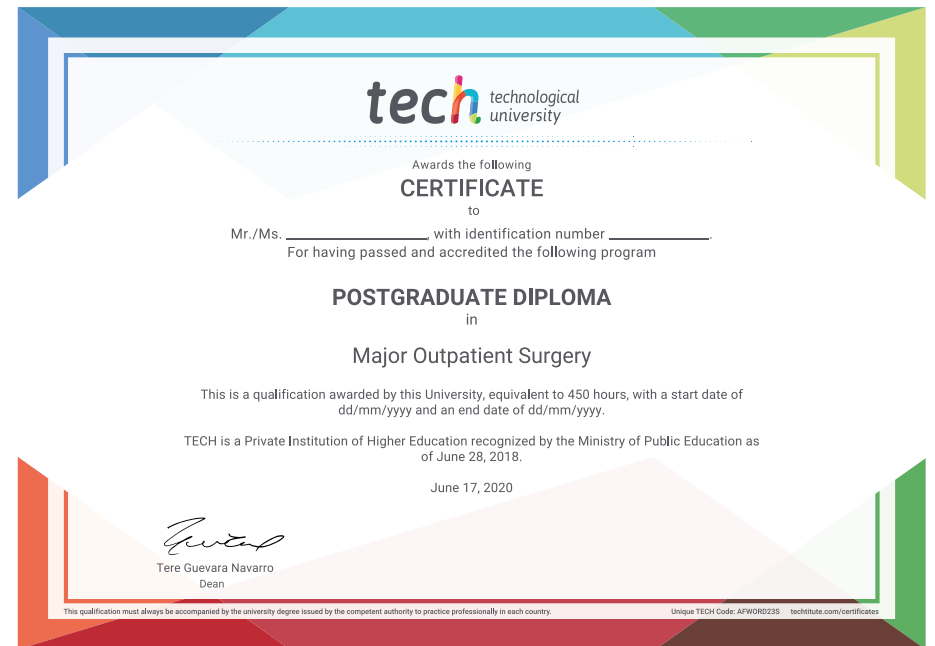 tech technological
university
Awards the following
CERTIFICATE
to
Mr./Ms. __________________, with identification number _____________.
For having passed and accredited the following program
POSTGRADUATE DIPLOMA
in
Major Outpatient Surgery
This is a qualification awarded by this University, equivalent to 450 hours, with a start date of
dd/mm/yyyy and an end date of dd/mm/yyyy.
TECH is a Private Institution of Higher Education recognized by the Ministry of Public Education as
of June 28, 2018.
June 17, 2020
Tere Guevara Navarro
Dean
This qualification must always be accompanied by the university degree issued by the competent authority to practice professionally in each country. Unique TECH Code: AFWORD23S techtitute.com/certificates